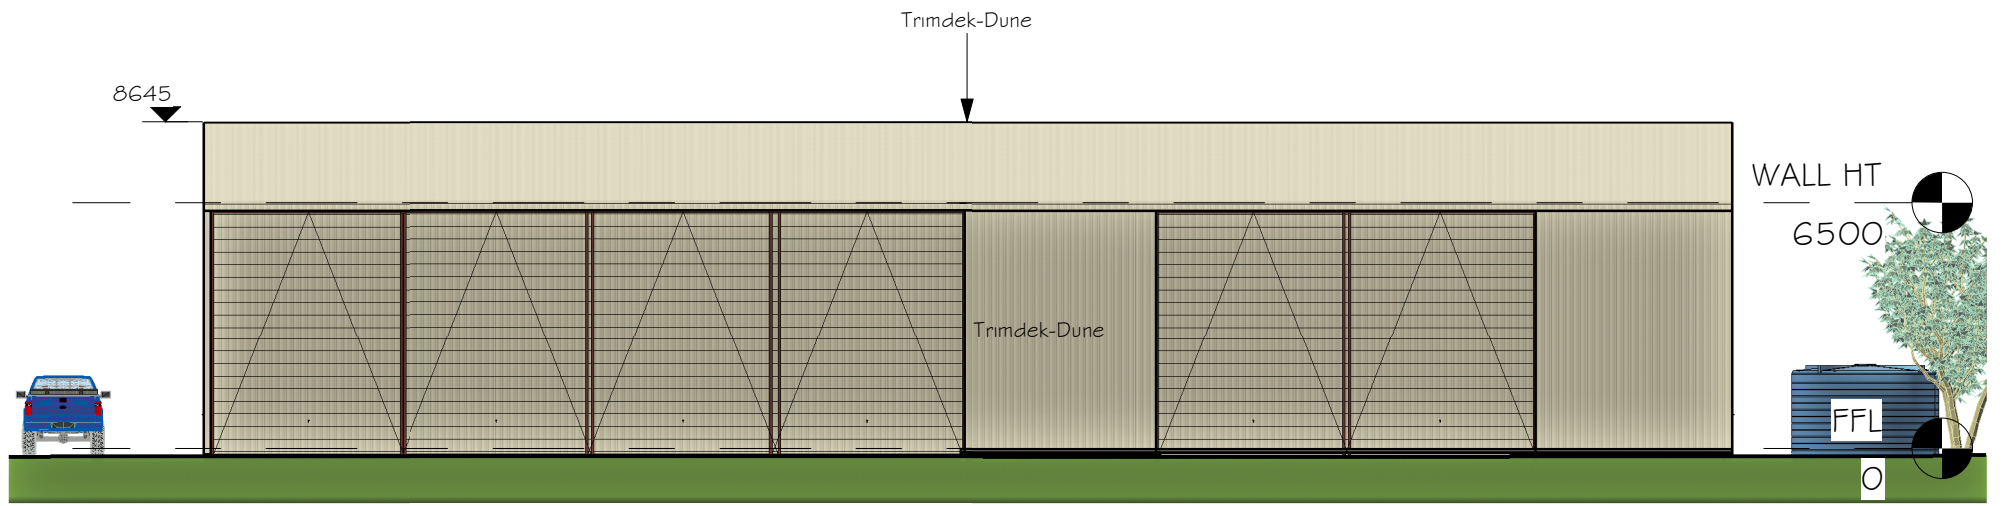 Trimdek-Dune
8645
WALL HT
6500
Trimdek-Dune
FFL
0